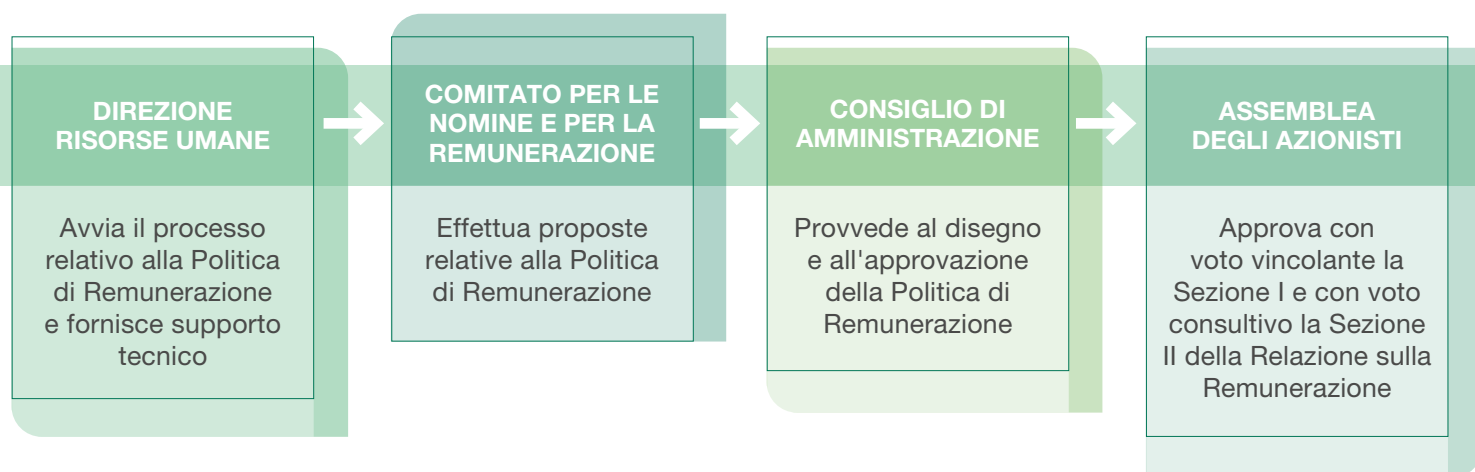 DIREZIONE
RISORSE UMANE
Avvia il processo
relativo alla Politica
di Remunerazione
e fornisce supporto
tecnico
COMITATO PER LE
NOMINE E PER LA
REMUNERAZIONE
Effettua proposte
relative alla Politica
di Remunerazione
CONSIGLIO DI
AMMINISTRAZIONE
Provvede al disegno
e all'approvazione
della Politica di
Remunerazione
ASSEMBLEA
DEGLI AZIONISTI
Approva con
voto vincolante la
Sezione I e con voto
consultivo la Sezione
II della Relazione sulla
Remunerazione